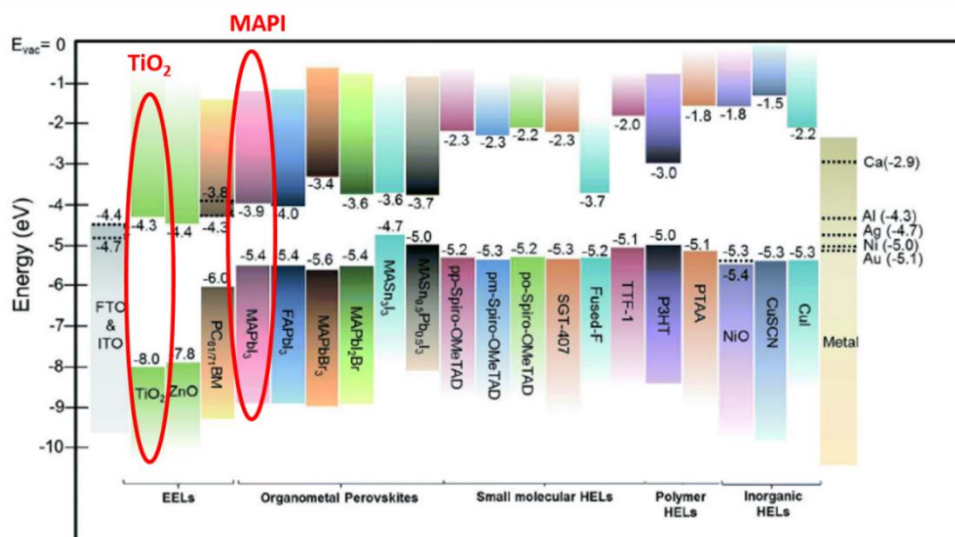 MAPI
TiO2
Evac= 0
-1
-2
-3
-4
-5
-6
-7
-8
-9
-10
Energy (eV)
-4.4
-4.7
FTO
&
ITO
-4.3
-8.0
TiO2
-4.4
-7.8
ZnO
-3.8
-4.3
-6.0
PC61/71BM
-3.9
-5.4
MAPbI3
-4.0
-5.4
FAPbI3
-3.4
-5.6
MAPbBr3
-3.6
-5.4
MAPbI2Br
-3.6
-4.7
MASn3I3
-3.7
-5.0
MASn0.5Pb0.5I3
-2.3
-5.2
pp-Spiro-OMeTAD
-2.3
-5.3
pm-Spiro-OMeTAD
-2.2
-5.2
po-Spiro-OMeTAD
-2.3
-5.3
SGT-407
-3.7
-5.2
Fused-F
-2.0
-5.1
TTF-1
-3.0
-5.0
P3HT
-1.8
-5.1
PTAA
-1.8
-5.3
-5.4
NiO
-1.5
-5.3
CuSCN
-2.2
-5.3
CuI
Metal
Ca(-2.9)
Al (-4.3)
Ag (-4.7)
Ni (-5.0)
Au (-5.1)
EELs
Organometal Perovskites
Small molecular HELs
Polymer
HELs
Inorganic
HELs